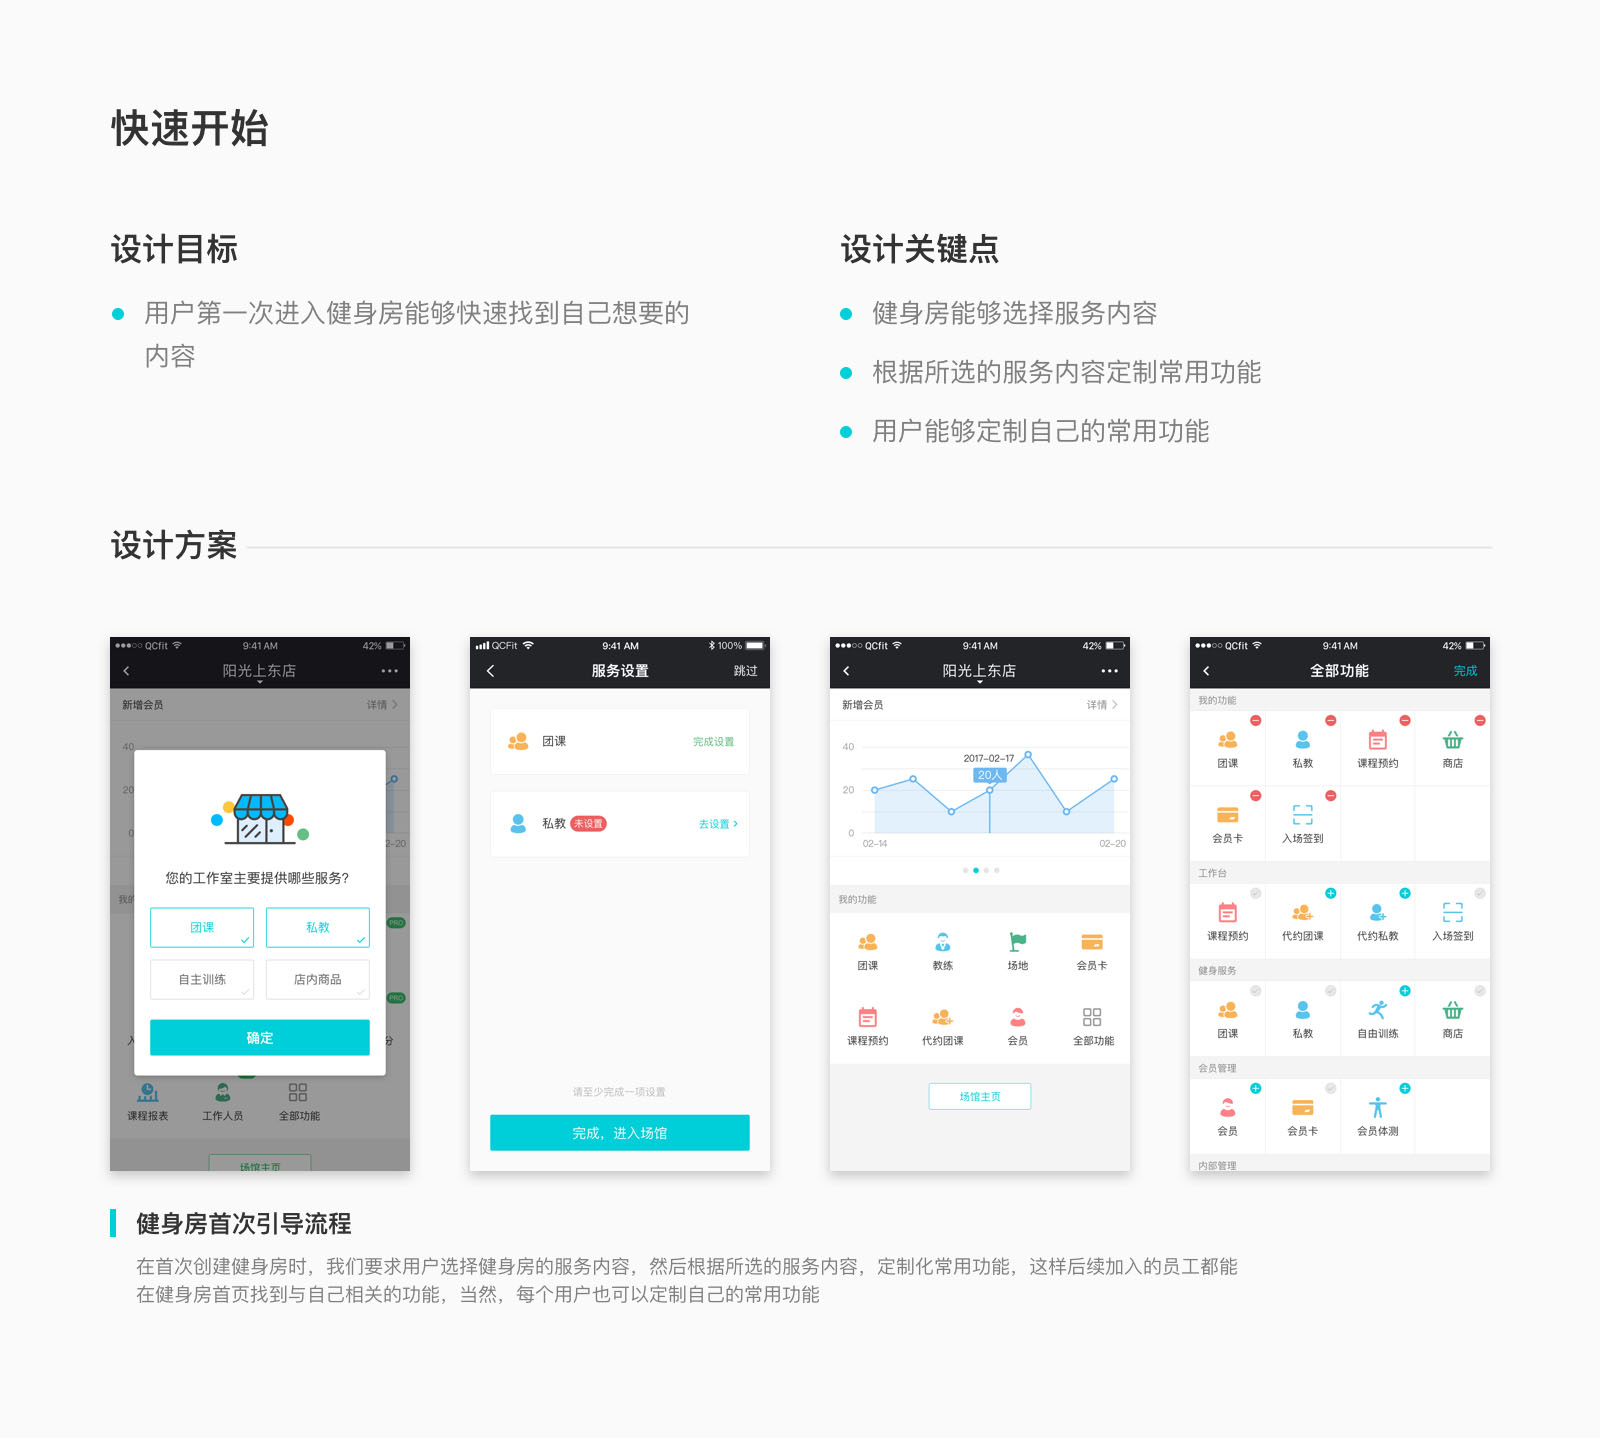 快速开始
设计目标
用户第一次进入健身房能够快速找到自己想要的
内容
设计关键点
健身房能够选择服务内容
根据所选的服务内容定制常用功能
用户能够定制自己的常用功能
设计方案
QCfit 9:41 AM 42%
阳光上东店
新增会员 详情
40
20
0
2-20
我的
PRO
您的工作室主要提供哪些服务?
团课 私教
自主训练 店内商品
PRO
确定
入 分
课程报表 工作人员 全部功能
场馆主页
QCFit 9:41 AM 100%
服务设置 跳过
团课 完成设置
私教 未设置 去设置
请至少完成一项设置
完成，进入场馆
QCfit 9:41 AM 42%
阳光上东店
新增会员 详情
40
2017-02-17
20人
20
0
02-14 02-20
我的功能
团课 教练 场地 会员卡
课程预约 代约团课 会员 全部功能
场馆主页
QCfit 9:41 AM 42%
全部功能 完成
我的功能
团课 私教 课程预约 商店
会员卡 入场签到
工作台
课程预约 代约团课 代约私教 入场签到
健身服务
团课 私教 自由训练 商店
会员管理
会员 会员卡 会员体测
内部管理
健身房首次引导流程
在首次创建健身房时，我们要求用户选择健身房的服务内容，然后根据所选的服务内容，定制化常用功能，这样后续加入的员工都能
在健身房首页找到与自己相关的功能，当然，每个用户也可以定制自己的常用功能